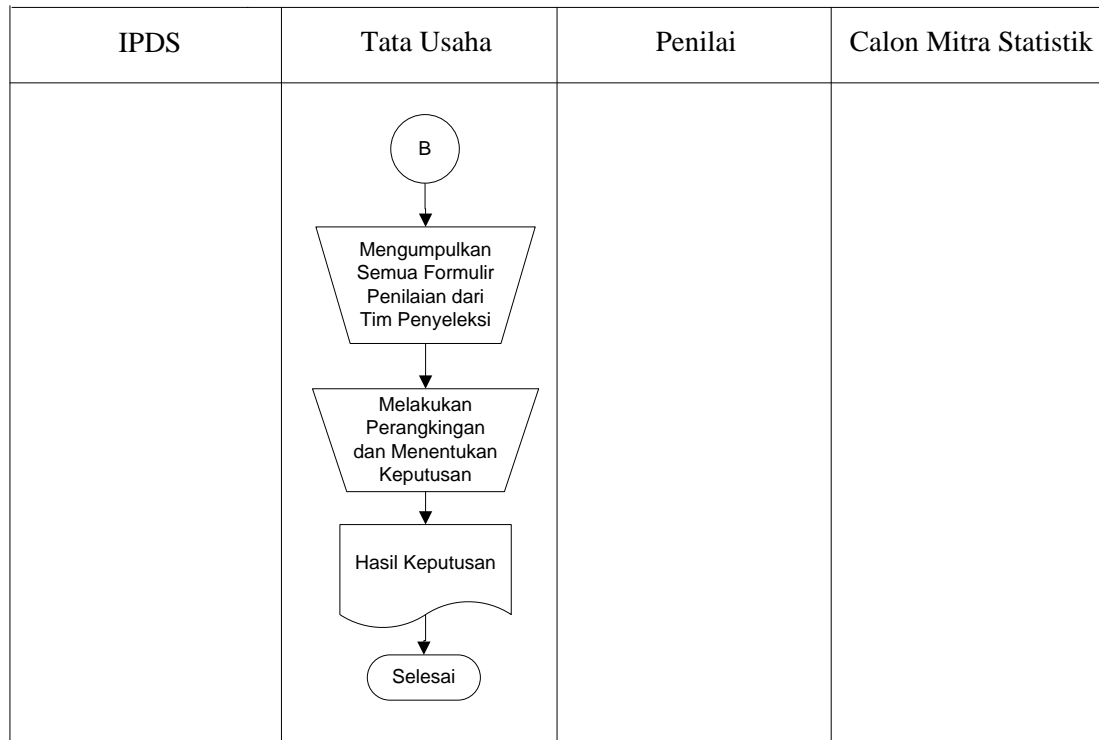 IPDS
Tata Usaha
Penilai
Calon Mitra Statistik
B
Mengumpulkan
Semua Formulir
Penilaian dari
Tim Penyeleksi
Melakukan
Perangkingan
dan Menentukan
Keputusan
Hasil Keputusan
Selesai